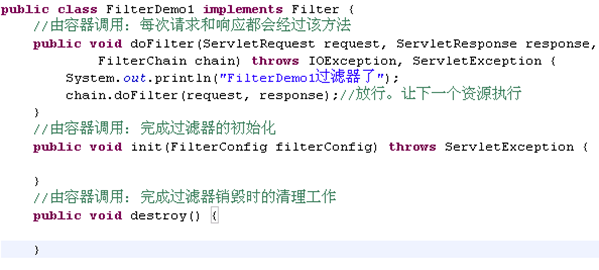 public class FilterDemo1 implements Filter {
//由容器调用：每次请求和响应都会经过该方法
public void doFilter(ServletRequest request, ServletResponse response,
FilterChain chain) throws IOException, ServletException {
System.out.println("FilterDemo1过滤器了");
chain.doFilter(request, response);//放行。让下一个资源执行
}
//由容器调用：完成过滤器的初始化
public void init(FilterConfig filterConfig) throws ServletException {
}
//由容器调用：完成过滤器销毁时的清理工作
public void destroy() {
}